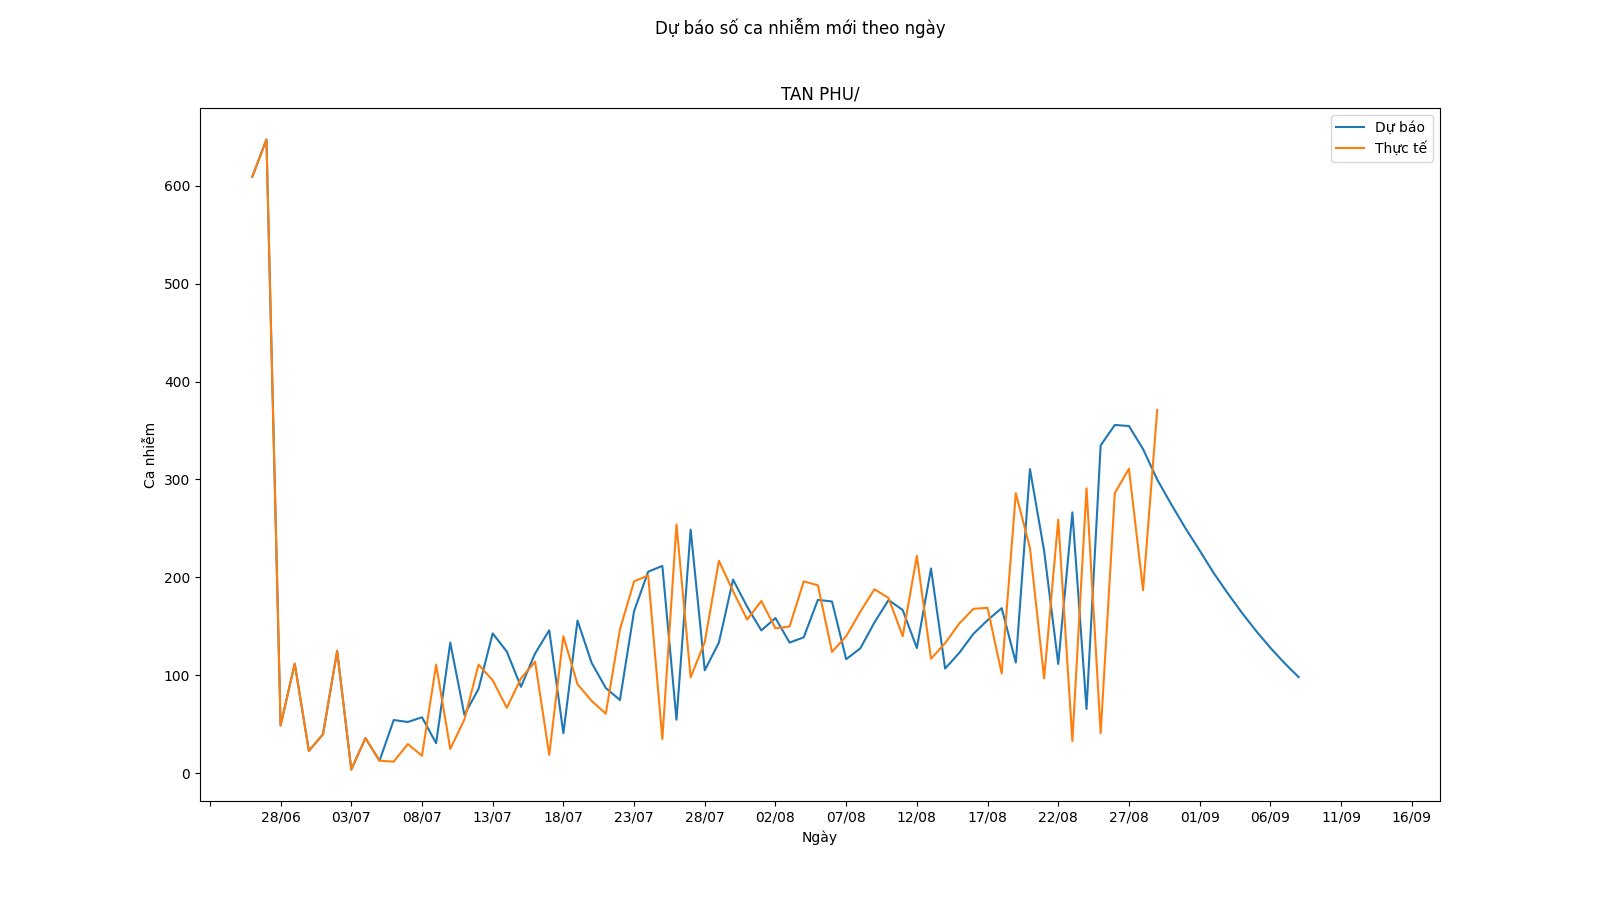 Dự báo số ca nhiễm mới theo ngày
TAN PHU/
Dự báo
Thực tế
600
500
400
300
200
100
0
Ca nhiễm
28/06 03/07 08/07 13/07 18/07 23/07 28/07 02/08 07/08 12/08 17/08 22/08 27/08 01/09 06/09 11/09 16/09
Ngày